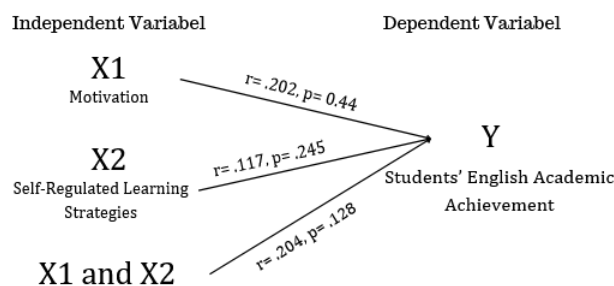 Independent Variabel
Dependent Variabel
X1
Motivation
r= .202, p= 0.44
X2
Self-Regulated Learning
Strategies
r= .117, p= .245
Y
Students' English Academic
Achievement
X1 and X2
r= .204, p= .128